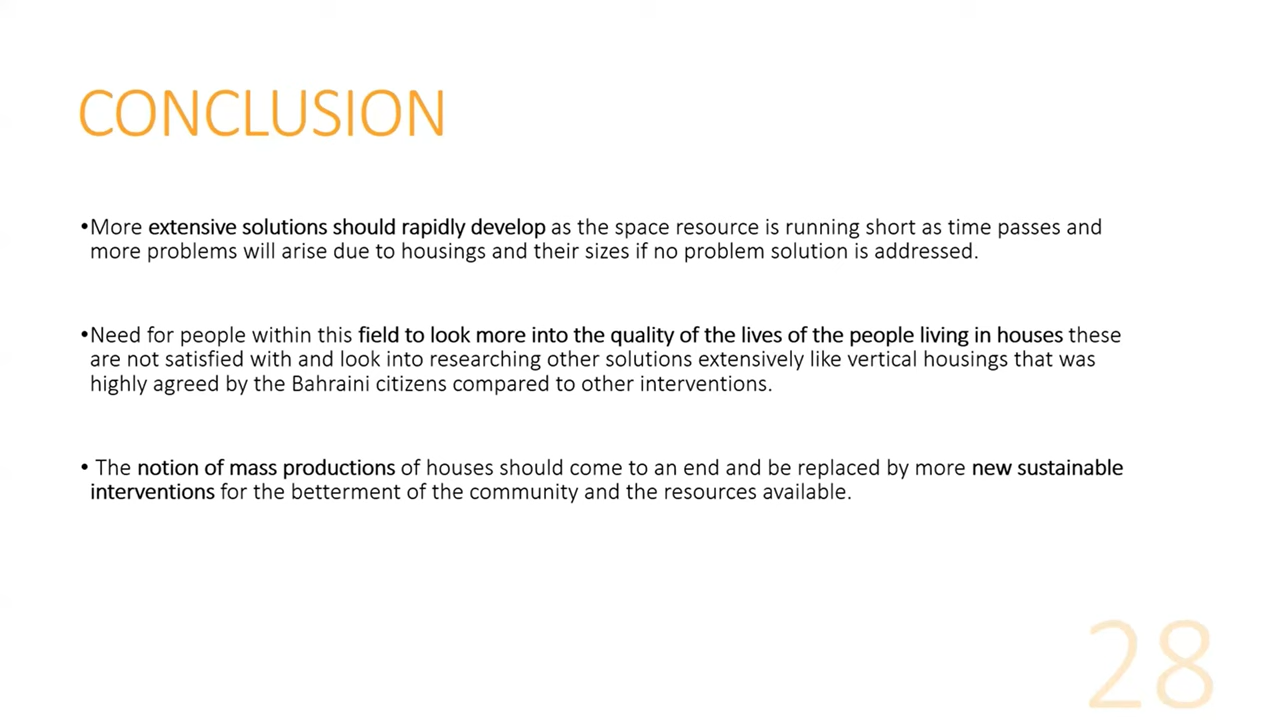 CONCLUSION
•More extensive solutions should rapidly develop as the space resource is running short as time passes and
more problems will arise due to housings and their sizes if no problem solution is addressed.
•Need for people within this field to look more into the quality of the lives of the people living in houses these
are not satisfied with and look into researching other solutions extensively like vertical housings that was
highly agreed by the Bahraini citizens compared to other interventions.
• The notion of mass productions of houses should come to an end and be replaced by more new sustainable
interventions for the betterment of the community and the resources available.
28